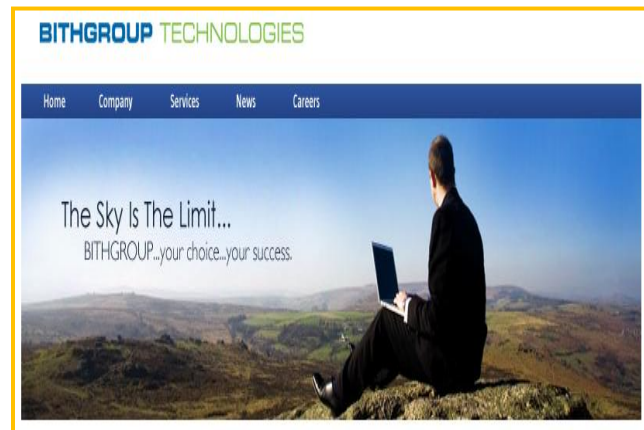 BITHGROUP TECHNOLOGIES
Home Company Services News Careers
The Sky Is The Limit...
BITHGROUP...your choice...your success.